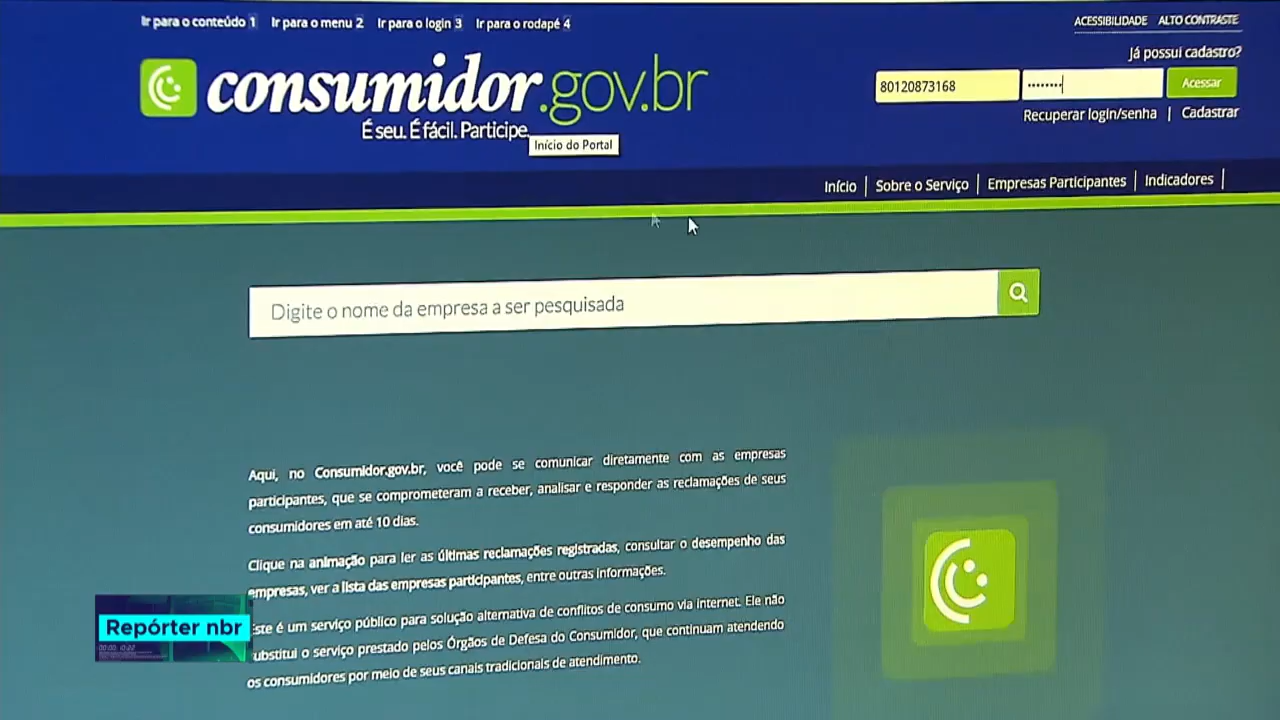 Ir para o conteúdo 1 Ir para o menu 2 Ir para o login 3 Ir para o rodapé 4
ACESSIBILIDADE ALTO CONTRASTE
Já possui cadastro?
consumidor.gov.br
80120873168 •••••••• Acessar
É seu. É fácil. Participe.
Recuperar login/senha | Cadastrar
Início do Portal
Início | Sobre o Serviço | Empresas Participantes | Indicadores |
Digite o nome da empresa a ser pesquisada
Aqui, no Consumidor.gov.br, você pode se comunicar diretamente com as empresas
participantes, que se comprometeram a receber, analisar e responder as reclamações de seus
consumidores em até 10 dias.
Clique na animação para ler as últimas reclamações registradas, consultar o desempenho das
empresas, ver a lista das empresas participantes, entre outras informações.
Este é um serviço público para solução alternativa de conflitos de consumo via internet. Ele não
substitui o serviço prestado pelos Órgãos de Defesa do Consumidor, que continuam atendendo
os consumidores por meio de seus canais tradicionais de atendimento.
Repórter nbr